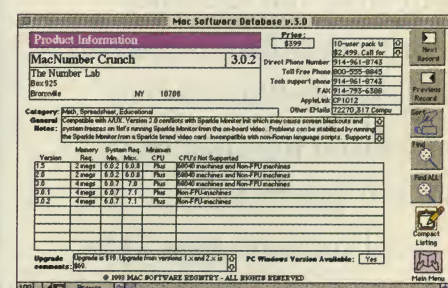 Mac Software Database v.3.0
Product Information
Price:
$399
10-user pack is
$2,499. Call for
Next
Record
MacNumber Crunch 3.0.2
Direct Phone Number 914-961-8743
The Number Lab
Toll Free Phone 800-555-8845
Box 925
Tech support phone 914-961-8743
Bronxville NY 10708
FAX 914-793-6388
Previous
Record
AppleLink CP1012
Other EMails 72270,317 Compu
Sort
Category: Math, Spreadsheet, Educational
General Notes: Compatible with A/UX. Version 2.0 conflicts with Sparkle Monitor Init which may cause screen blackouts and
system freezes on IIsi's running Sparkle Monitor from the on-board video. Problems can be stabilized by running
the Sparkle Monitor from a Sparkle brand video card. Incompatible with non-Roman language scripts. Supports
Find
Memory System Req. Minimum
Version Req. Min. Max. CPU CPU's Not Supported
1.5 2 megs 6.0.2 6.0.8 Plus 68040 machines and Non-FPU machines
2.0 2 megs 6.0.2 6.0.8 Plus 68040 machines and Non-FPU machines
3.0 4 megs 6.0.7 7.0 Plus 68040 machines and Non-FPU machines
3.0.1 4 megs 6.0.7 7.1 Plus Non-FPU-machines
3.0.2 4 megs 6.0.7 7.1 Plus Non-FPU-machines
Find ALL
Compact
Listing
Upgrade comments: Upgrade is $19. Upgrade from versions 1.x and 2.x is
$69.
PC Windows Version Available: Yes
© 1993 MAC SOFTWARE REGISTRY - ALL RIGHTS RESERVED
Main Menu
100 Browse